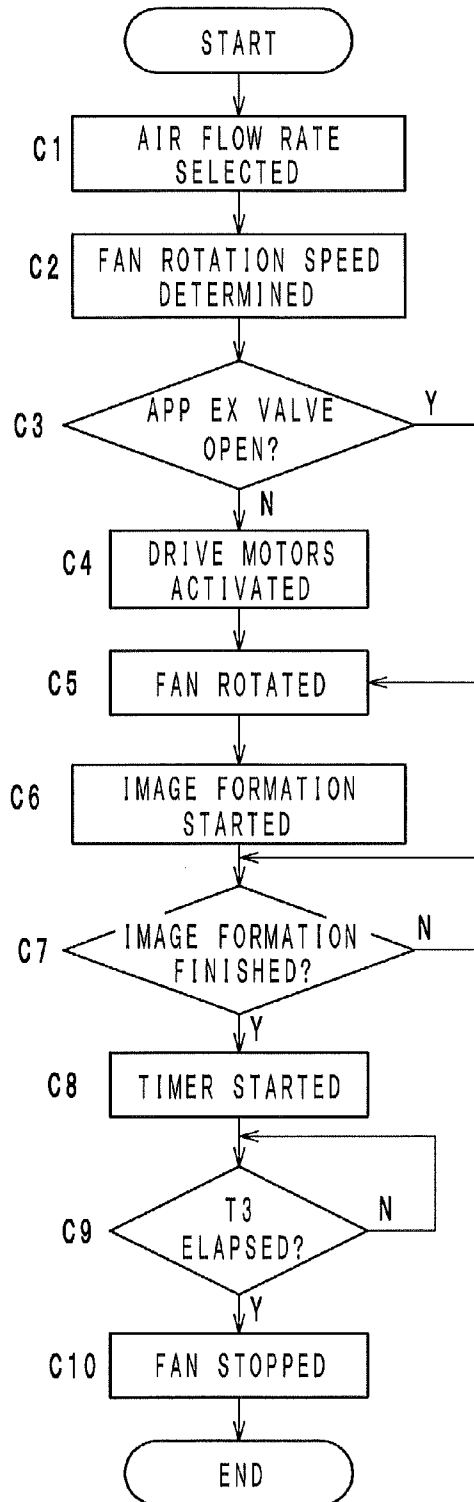 START
C1
AIR FLOW RATE
SELECTED
C2
FAN ROTATION SPEED
DETERMINED
C3
APP EX VALVE
OPEN?
Y
N
C4
DRIVE MOTORS
ACTIVATED
C5
FAN ROTATED
C6
IMAGE FORMATION
STARTED
C7
IMAGE FORMATION
FINISHED?
N
Y
C8
TIMER STARTED
C9
T3
ELAPSED?
N
Y
C10
FAN STOPPED
END